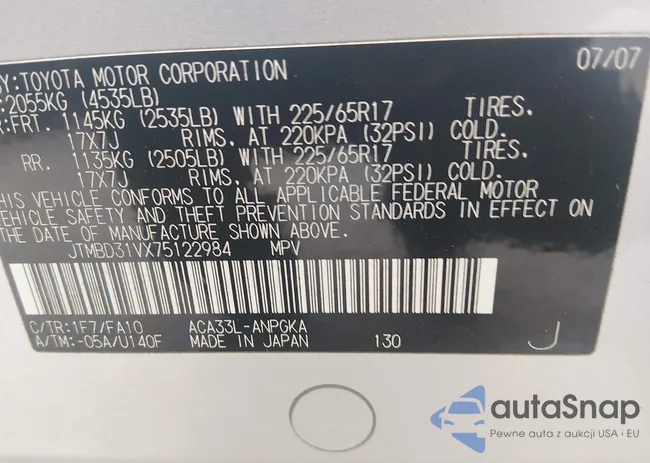 BY:TOYOTA MOTOR CORPORATION 07/07
:2055KG (4535LB)
R:FRT. 1145KG (2535LB) WITH 225/65R17 TIRES.
17X7J RIMS. AT 220KPA (32PSI) COLD.
RR. 1135KG (2505LB) WITH 225/65R17 TIRES.
17X7J RIMS. AT 220KPA (32PSI) COLD.
THIS VEHICLE CONFORMS TO ALL APPLICABLE FEDERAL MOTOR
VEHICLE SAFETY AND THEFT PREVENTION STANDARDS IN EFFECT ON
THE DATE OF MANUFACTURE SHOWN ABOVE.
JTMBD31VX75122984 MPV
C/TR:1F7/FA10 ACA33L-ANPGKA
A/TM:-05A/U140F MADE IN JAPAN 130 J
autaSnap
Pewne auta z aukcji USA i EU